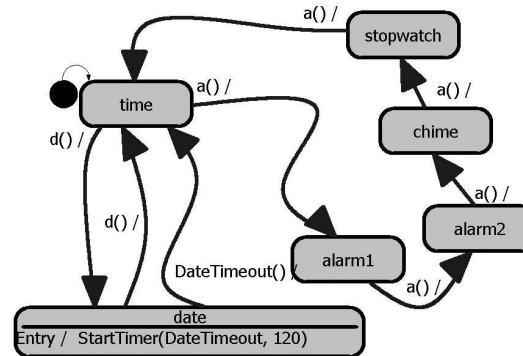 a() /
stopwatch
time
a() /
a() /
chime
d() /
a() /
d() /
alarm2
DateTimeout() /
alarm1
a() /
date
Entry / StartTimer(DateTimeout, 120)